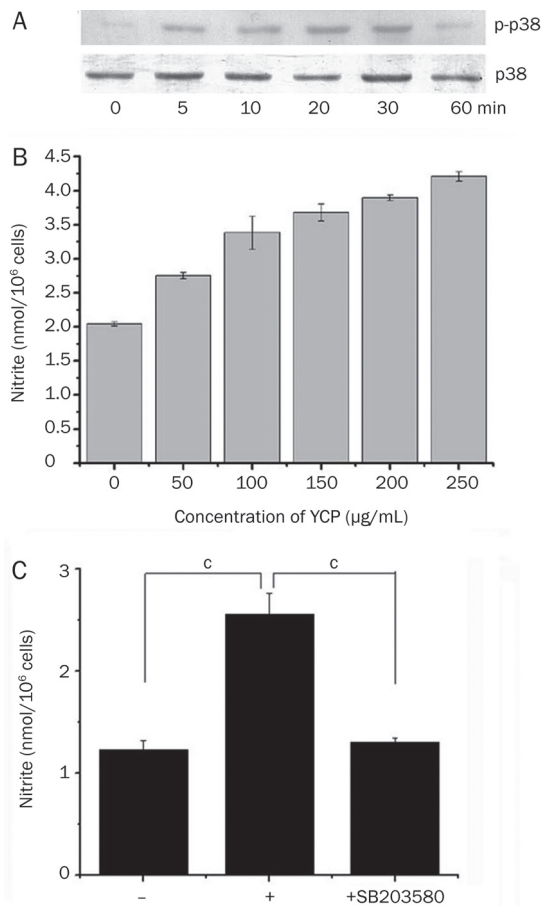 A
p-p38
p38
0 5 10 20 30 60 min
B
Nitrite (nmol/10⁶ cells)
4.5
4.0
3.5
3.0
2.5
2.0
1.5
1.0
0.5
0
0 50 100 150 200 250
Concentration of YCP (µg/mL)
C
Nitrite (nmol/10⁶ cells)
3
2
1
0
c c
– + +SB203580